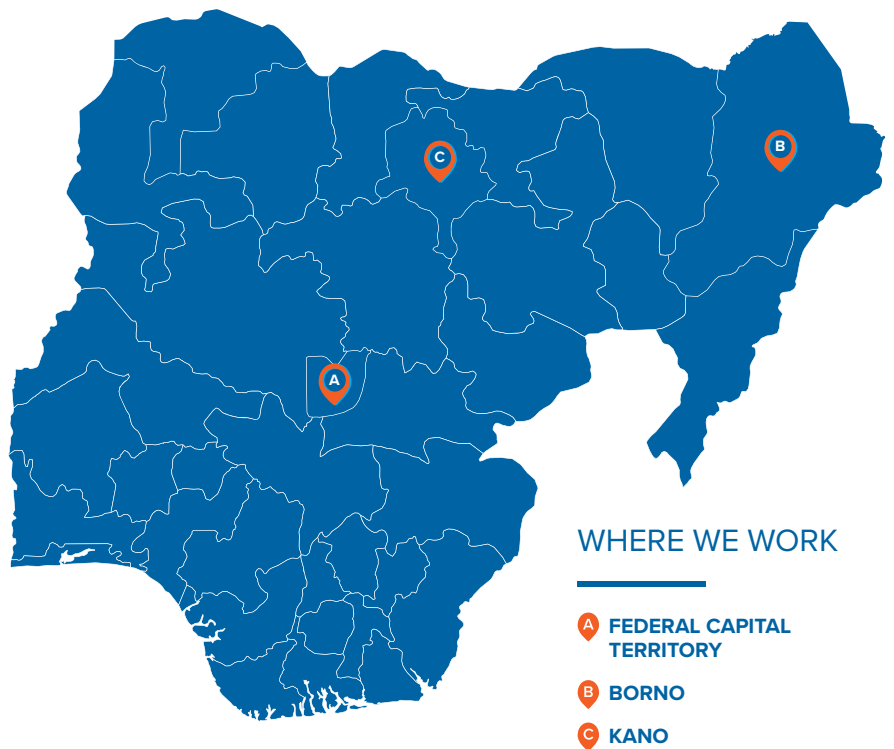 C
B
A
WHERE WE WORK
A FEDERAL CAPITAL
TERRITORY
B BORNO
C KANO